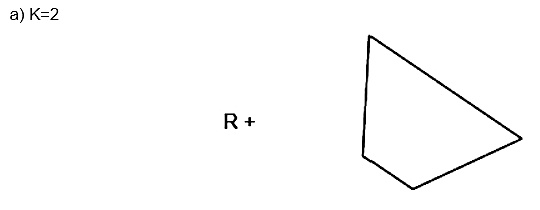 a) K=2
R +